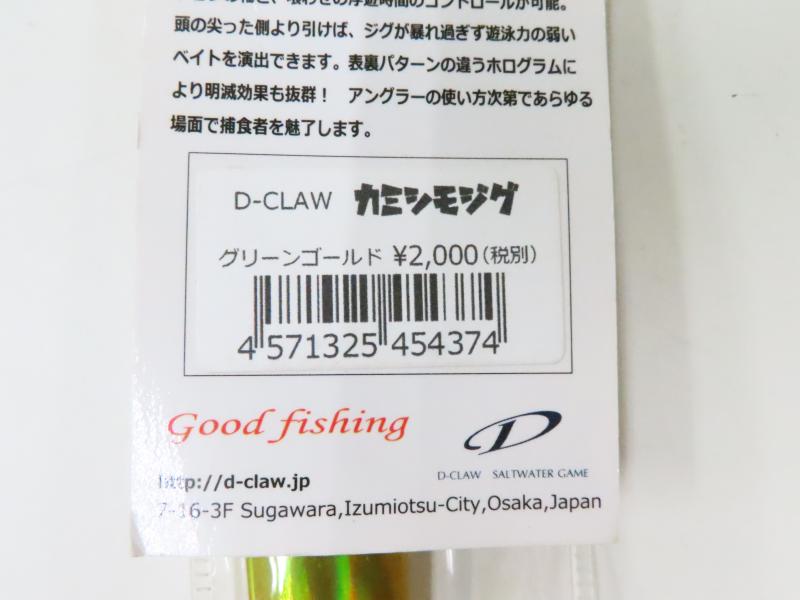 頭の尖った側より引けば、ジグが暴れ過ぎず遊泳力の弱い
ベイトを演出できます。表裏パターンの違うホログラムに
より明滅効果も抜群！　アングラーの使い方次第であらゆる
場面で捕食者を魅了します。
D-CLAW カミシモジグ
グリーンゴールド ¥2,000(税別)
4 571325 454374
Good fishing
D-CLAW SALTWATER GAME
http://d-claw.jp
7-16-3F Sugawara,Izumiotsu-City,Osaka,Japan